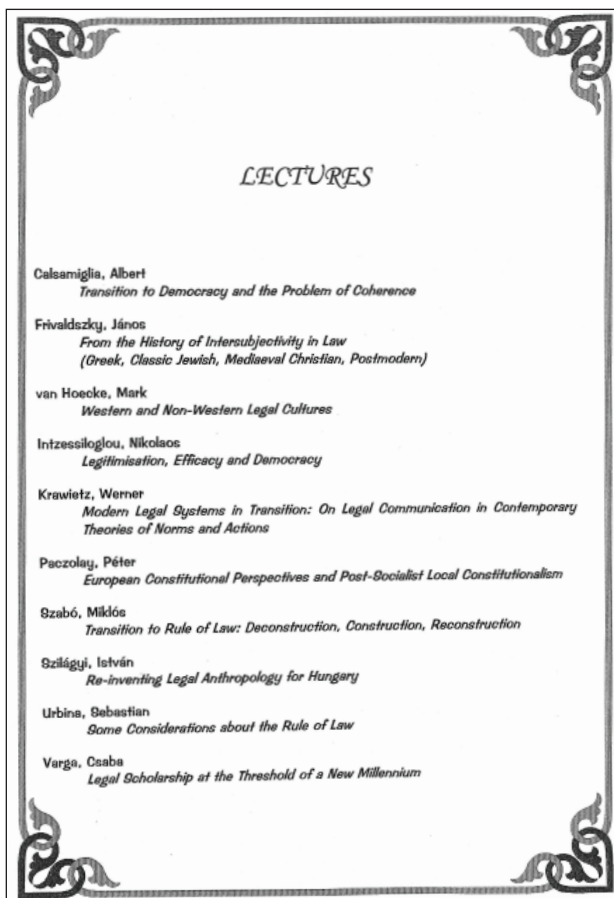 LECTURES
Calsamiglia, Albert
Transition to Democracy and the Problem of Coherence
Frivaldszky, János
From the History of Intersubjectivity in Law
(Greek, Classic Jewish, Mediaeval Christian, Postmodern)
van Hoecke, Mark
Western and Non-Western Legal Cultures
Intzessiloglou, Nikolaos
Legitimisation, Efficacy and Democracy
Krawietz, Werner
Modern Legal Systems in Transition: On Legal Communication in Contemporary
Theories of Norms and Actions
Paczolay, Péter
European Constitutional Perspectives and Post-Socialist Local Constitutionalism
Szabó, Miklós
Transition to Rule of Law: Deconstruction, Construction, Reconstruction
Szilágyi, István
Re-inventing Legal Anthropology for Hungary
Urbina, Sebastian
Some Considerations about the Rule of Law
Varga, Csaba
Legal Scholarship at the Threshold of a New Millennium